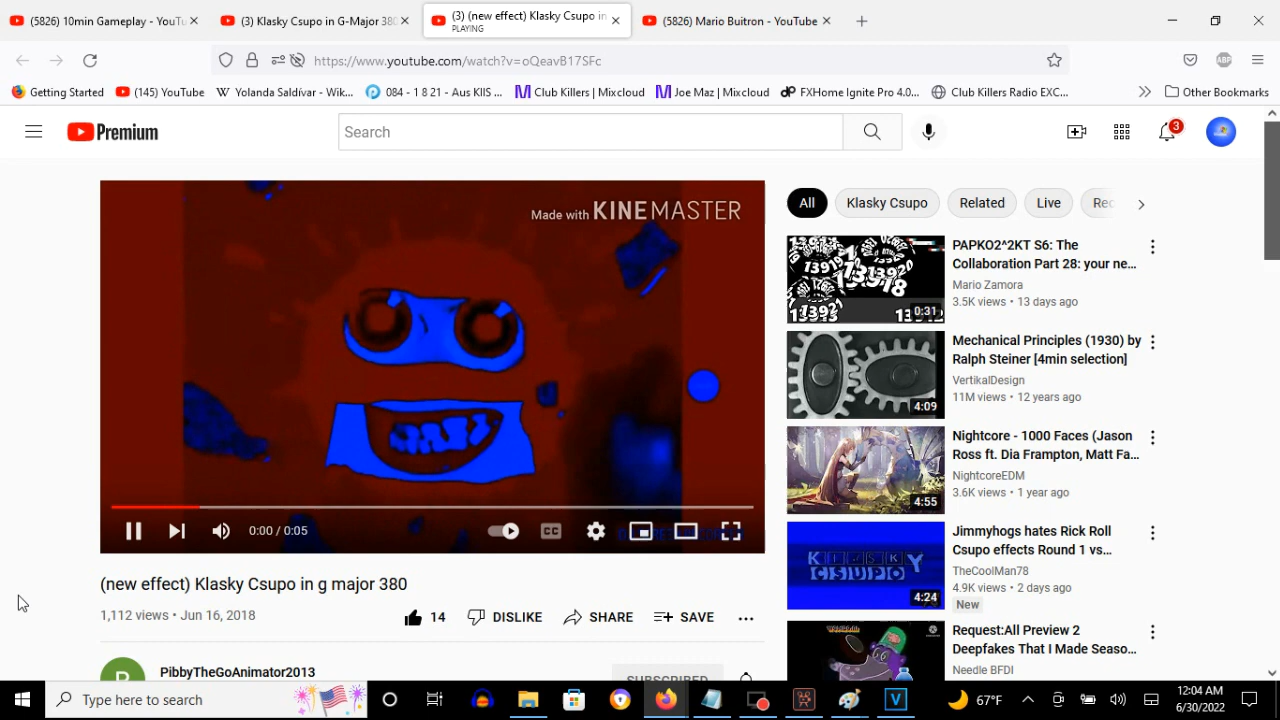 (5826) 10min Gameplay - YouTu
(3) Klasky Csupo in G-Major 380
(3) (new effect) Klasky Csupo in
PLAYING
(5826) Mario Buitron - YouTube
https://www.youtube.com/watch?v=oQeavB17SFc
ABP
Getting Started
(145) YouTube
Yolanda Saldívar - Wik...
084 - 1 8 21 - Aus KIIS ...
Club Killers | Mixcloud
Joe Maz | Mixcloud
FXHome Ignite Pro 4.0...
Club Killers Radio EXC...
Other Bookmarks
Premium
Search
3
Made with KINEMASTER
0:00 / 0:05
CC
(new effect) Klasky Csupo in g major 380
1,112 views • Jun 16, 2018
14
DISLIKE
SHARE
SAVE
PibbyTheGoAnimator2013
SUBSCRIBED
All
Klasky Csupo
Related
Live
Rec
PAPKO2^2KT S6: The
Collaboration Part 28: your ne...
Mario Zamora
3.5K views • 13 days ago
0:31
Mechanical Principles (1930) by
Ralph Steiner [4min selection]
VertikalDesign
11M views • 12 years ago
4:09
Nightcore - 1000 Faces (Jason
Ross ft. Dia Frampton, Matt Fa...
NightcoreEDM
3.6K views • 1 year ago
4:55
Jimmyhogs hates Rick Roll
Csupo effects Round 1 vs...
TheCoolMan78
4.9K views • 2 days ago
New
KLASKY
CSUPO
4:24
Request:All Preview 2
Deepfakes That I Made Seaso...
Needle BFDI
Type here to search
67°F
12:04 AM
6/30/2022